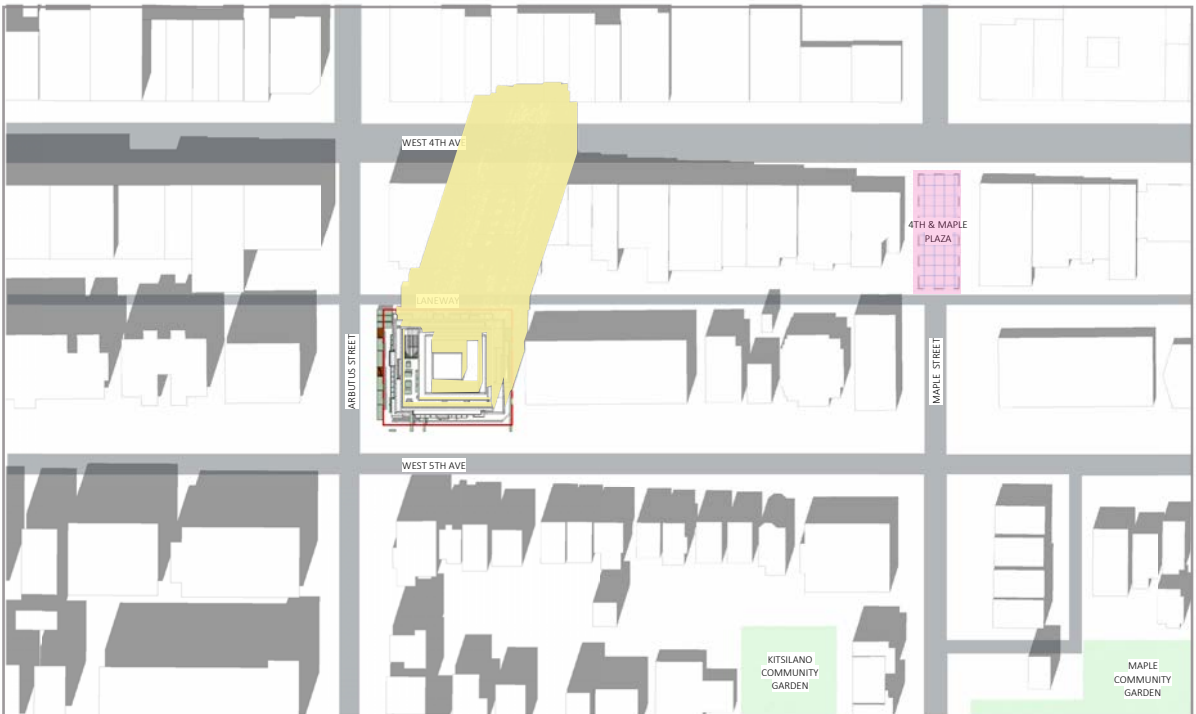 WEST 4TH AVE
4TH & MAPLE
PLAZA
LANEWAY
ARBUTUS STREET
MAPLE STREET
WEST 5TH AVE
KITSILANO
COMMUNITY
GARDEN
MAPLE
COMMUNITY
GARDEN